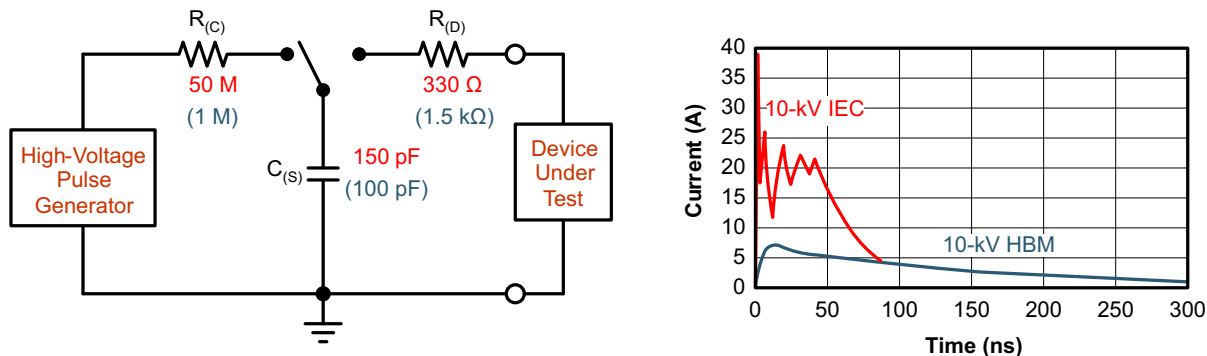 R(C)
50 M
(1 M)
R(D)
330 Ω
(1.5 kΩ)
High-Voltage
Pulse
Generator
C(S)
150 pF
(100 pF)
Device
Under
Test
Current (A)
40
35
30
25
20
15
10
5
0
10-kV IEC
10-kV HBM
0
50
100
150
200
250
300
Time (ns)